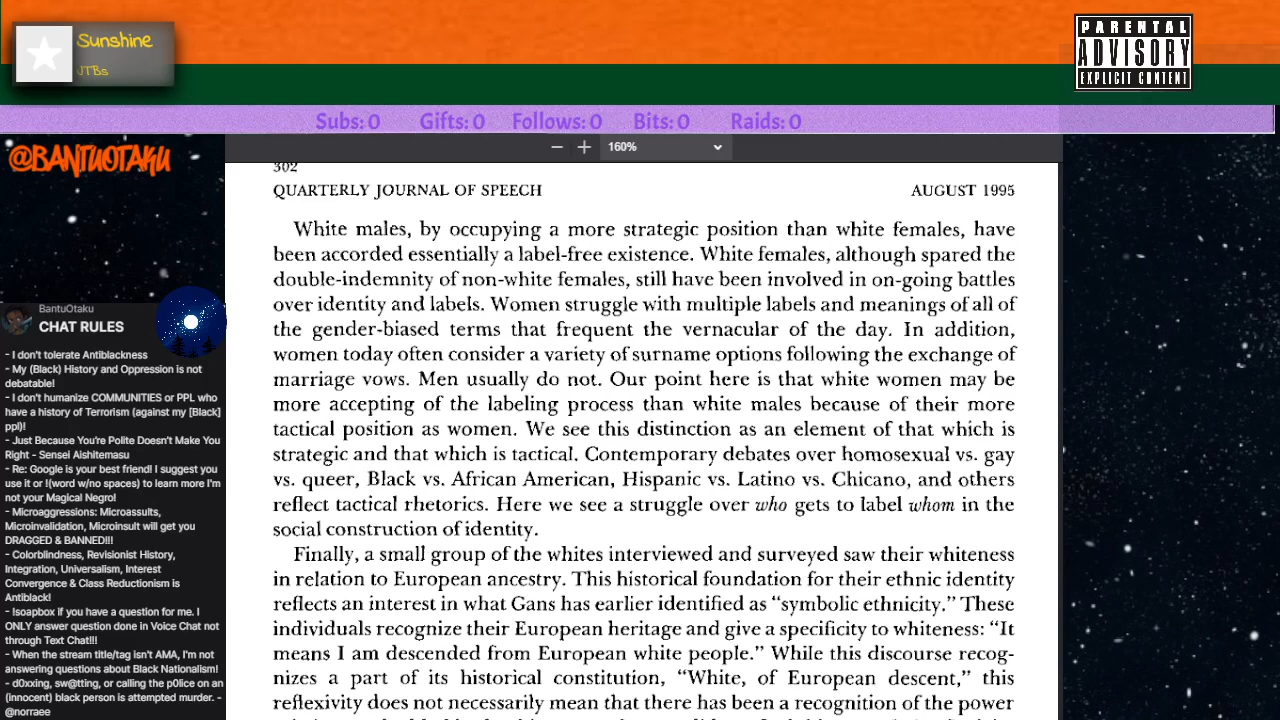 Sunshine
JTBs
PARENTAL
ADVISORY
EXPLICIT CONTENT
Subs: 0 Gifts: 0 Follows: 0 Bits: 0 Raids: 0
@BANTUOTAKU
160%
302
QUARTERLY JOURNAL OF SPEECH AUGUST 1995
White males, by occupying a more strategic position than white females, have
been accorded essentially a label-free existence. White females, although spared the
double-indemnity of non-white females, still have been involved in on-going battles
over identity and labels. Women struggle with multiple labels and meanings of all of
the gender-biased terms that frequent the vernacular of the day. In addition,
women today often consider a variety of surname options following the exchange of
marriage vows. Men usually do not. Our point here is that white women may be
more accepting of the labeling process than white males because of their more
tactical position as women. We see this distinction as an element of that which is
strategic and that which is tactical. Contemporary debates over homosexual vs. gay
vs. queer, Black vs. African American, Hispanic vs. Latino vs. Chicano, and others
reflect tactical rhetorics. Here we see a struggle over who gets to label whom in the
social construction of identity.
Finally, a small group of the whites interviewed and surveyed saw their whiteness
in relation to European ancestry. This historical foundation for their ethnic identity
reflects an interest in what Gans has earlier identified as “symbolic ethnicity.” These
individuals recognize their European heritage and give a specificity to whiteness: “It
means I am descended from European white people.” While this discourse recog-
nizes a part of its historical constitution, “White, of European descent,” this
reflexivity does not necessarily mean that there has been a recognition of the power
BantuOtaku
CHAT RULES
- I don't tolerate Antiblackness
- My (Black) History and Oppression is not
debatable!
- I don't humanize COMMUNITIES or PPL who
have a history of Terrorism (against my [Black]
ppl)!
- Just Because You're Polite Doesn't Make You
Right - Sensei Aishitemasu
- Re: Google is your best friend! I suggest you
use it or !(word w/no spaces) to learn more I'm
not your Magical Negro!
- Microaggressions: Microassults,
Microinvalidation, Microinsult will get you
DRAGGED & BANNED!!!
- Colorblindness, Revisionist History,
Integration, Universalism, Interest
Convergence & Class Reductionism is
Antiblack!
- !soapbox if you have a question for me. I
ONLY answer question done in Voice Chat not
through Text Chat!!!
- When the stream title/tag isn't AMA, I'm not
answering questions about Black Nationalism!
- d0xxing, sw@tting, or calling the p0lice on an
(innocent) black person is attempted murder. -
@norraee